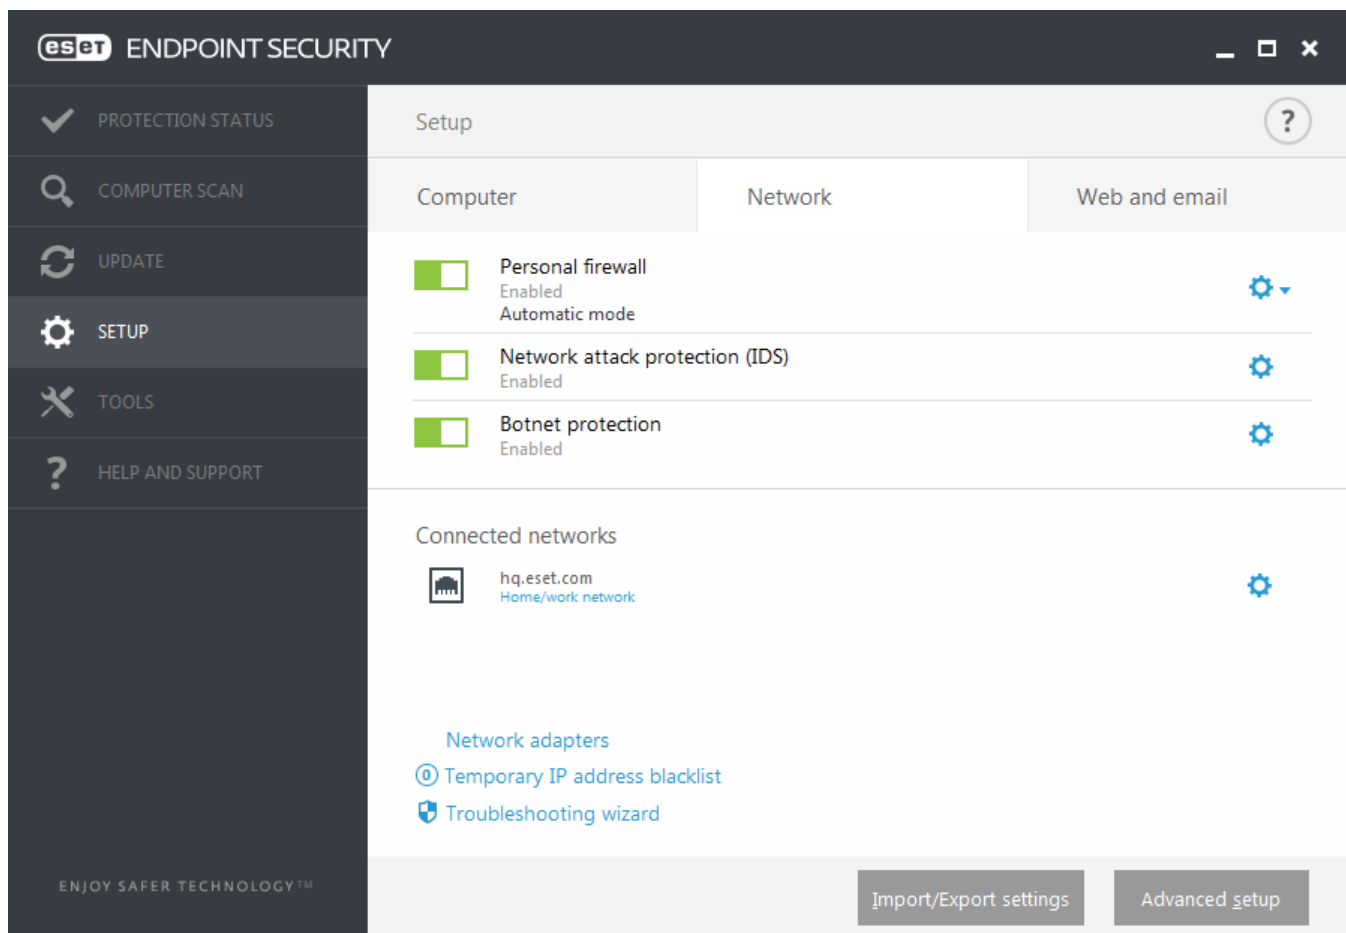 eset ENDPOINT SECURITY
PROTECTION STATUS
COMPUTER SCAN
UPDATE
SETUP
TOOLS
HELP AND SUPPORT
ENJOY SAFER TECHNOLOGY™
Setup
?
Computer
Network
Web and email
Personal firewall
Enabled
Automatic mode
Network attack protection (IDS)
Enabled
Botnet protection
Enabled
Connected networks
hq.eset.com
Home/work network
Network adapters
0 Temporary IP address blacklist
Troubleshooting wizard
Import/Export settings
Advanced setup